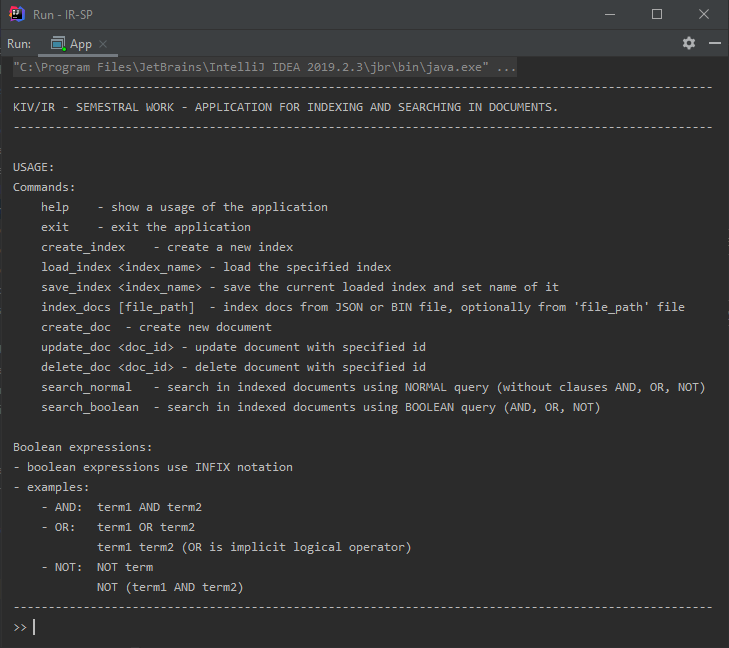 Run - IR-SP
Run: App
"C:\Program Files\JetBrains\IntelliJ IDEA 2019.2.3\jbr\bin\java.exe" ...
----------------------------------------------------------------------------------------------------
KIV/IR - SEMESTRAL WORK - APPLICATION FOR INDEXING AND SEARCHING IN DOCUMENTS.
----------------------------------------------------------------------------------------------------
USAGE:
Commands:
    help    - show a usage of the application
    exit    - exit the application
    create_index    - create a new index
    load_index <index_name> - load the specified index
    save_index <index_name> - save the current loaded index and set name of it
    index_docs [file_path]  - index docs from JSON or BIN file, optionally from 'file_path' file
    create_doc  - create new document
    update_doc <doc_id> - update document with specified id
    delete_doc <doc_id> - delete document with specified id
    search_normal   - search in indexed documents using NORMAL query (without clauses AND, OR, NOT)
    search_boolean  - search in indexed documents using BOOLEAN query (AND, OR, NOT)
Boolean expressions:
- boolean expressions use INFIX notation
- examples:
    - AND:  term1 AND term2
    - OR:   term1 OR term2
            term1 term2 (OR is implicit logical operator)
    - NOT:  NOT term
            NOT (term1 AND term2)
----------------------------------------------------------------------------------------------------
>>